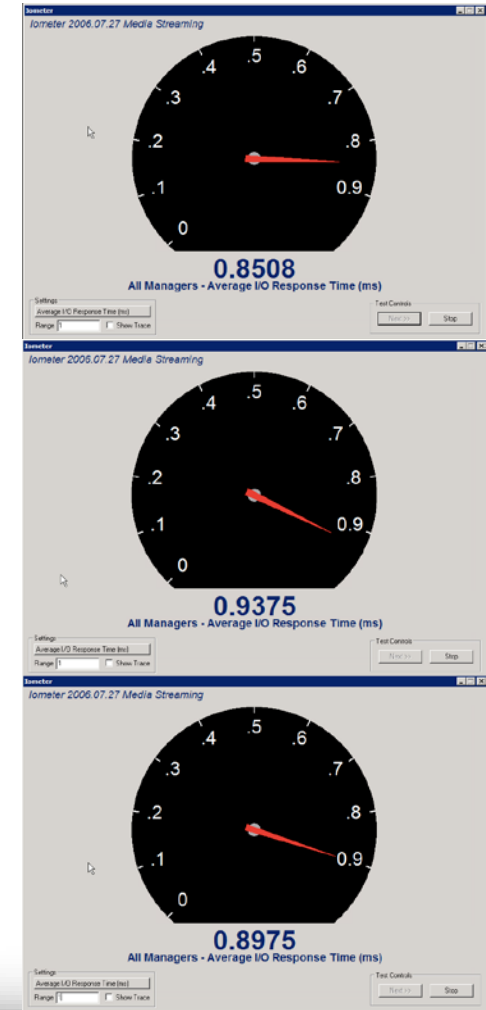 Iometer
Iometer 2006.07.27 Media Streaming
.5
.4 .6
.3 .7
.2 .8
.1 0.9
0
0.8508
All Managers - Average I/O Response Time (ms)
Settings
Test Controls
Average I/O Response Time (ms)
Next >> Stop
Range 1 Show Trace
Iometer
Iometer 2006.07.27 Media Streaming
.5
.4 .6
.3 .7
.2 .8
.1 0.9
0
0.9375
All Managers - Average I/O Response Time (ms)
Settings
Test Controls
Average I/O Response Time (ms)
Next >> Stop
Range 1 Show Trace
Iometer
Iometer 2006.07.27 Media Streaming
.5
.4 .6
.3 .7
.2 .8
.1 0.9
0
0.8975
All Managers - Average I/O Response Time (ms)
Settings
Test Controls
Average I/O Response Time (ms)
Next >> Stop
Range 1 Show Trace